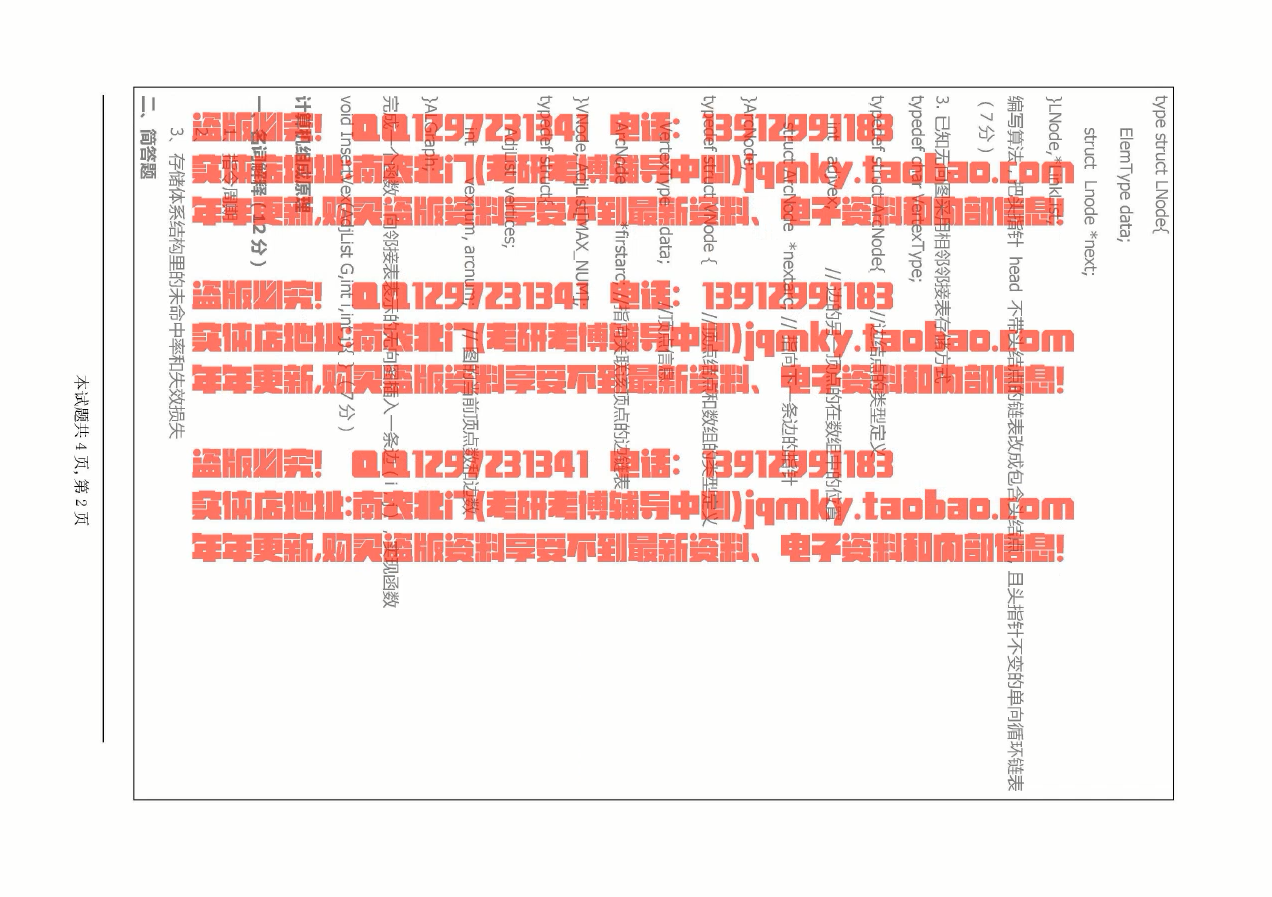 type struct LNode{
ElemType data;
struct Lnode *next;
}LNode,*LinkList;
编写算法，把头指针 head 不带头结点的链表改成包含头结点，且头指针不变的单向循环链表
（7 分）
3. 已知无向图采用相邻邻接表存储方式
typedef char VertexType;
typedef struct ArcNode{ //边结点的类型定义
int adjvex; //边的另一顶点的在数组中的位置
struct ArcNode *nextarc; // 指向下一条边的指针
}ArcNode;
typedef struct VNode { //顶点结点和数组的类型定义
VertexType data; //顶点信息
ArcNode *firstarc; //指向关联该顶点的边链表
}VNode,AdjList[MAX_NUM];
typedef struct{
AdjList vertices;
int vexnum, arcnum; // 图的当前顶点数和边数
}ALGraph;
完成一个函数，向邻接表表示的无向图插入一条边（i , j），实现函数
void InsertVex(AdjList G,int i,int j){ }（7 分）
计算机组成原理
一、名词解释（12 分）
1、指令周期
2、
3、存储体系结构里的未命中率和失效损失
二、简答题
本试题共 4 页, 第 2 页
盗版必究! QQ1297231341 电话: 13912991183
实体店地址:南京北门(考研考博辅导中心)jqmky.taobao.com
年年更新,购买盗版资料享受不到最新资料、电子资料和内部信息!
盗版必究! QQ1297231341 电话: 13912991183
实体店地址:南京北门(考研考博辅导中心)jqmky.taobao.com
年年更新,购买盗版资料享受不到最新资料、电子资料和内部信息!
盗版必究! QQ1297231341 电话: 13912991183
实体店地址:南京北门(考研考博辅导中心)jqmky.taobao.com
年年更新,购买盗版资料享受不到最新资料、电子资料和内部信息!